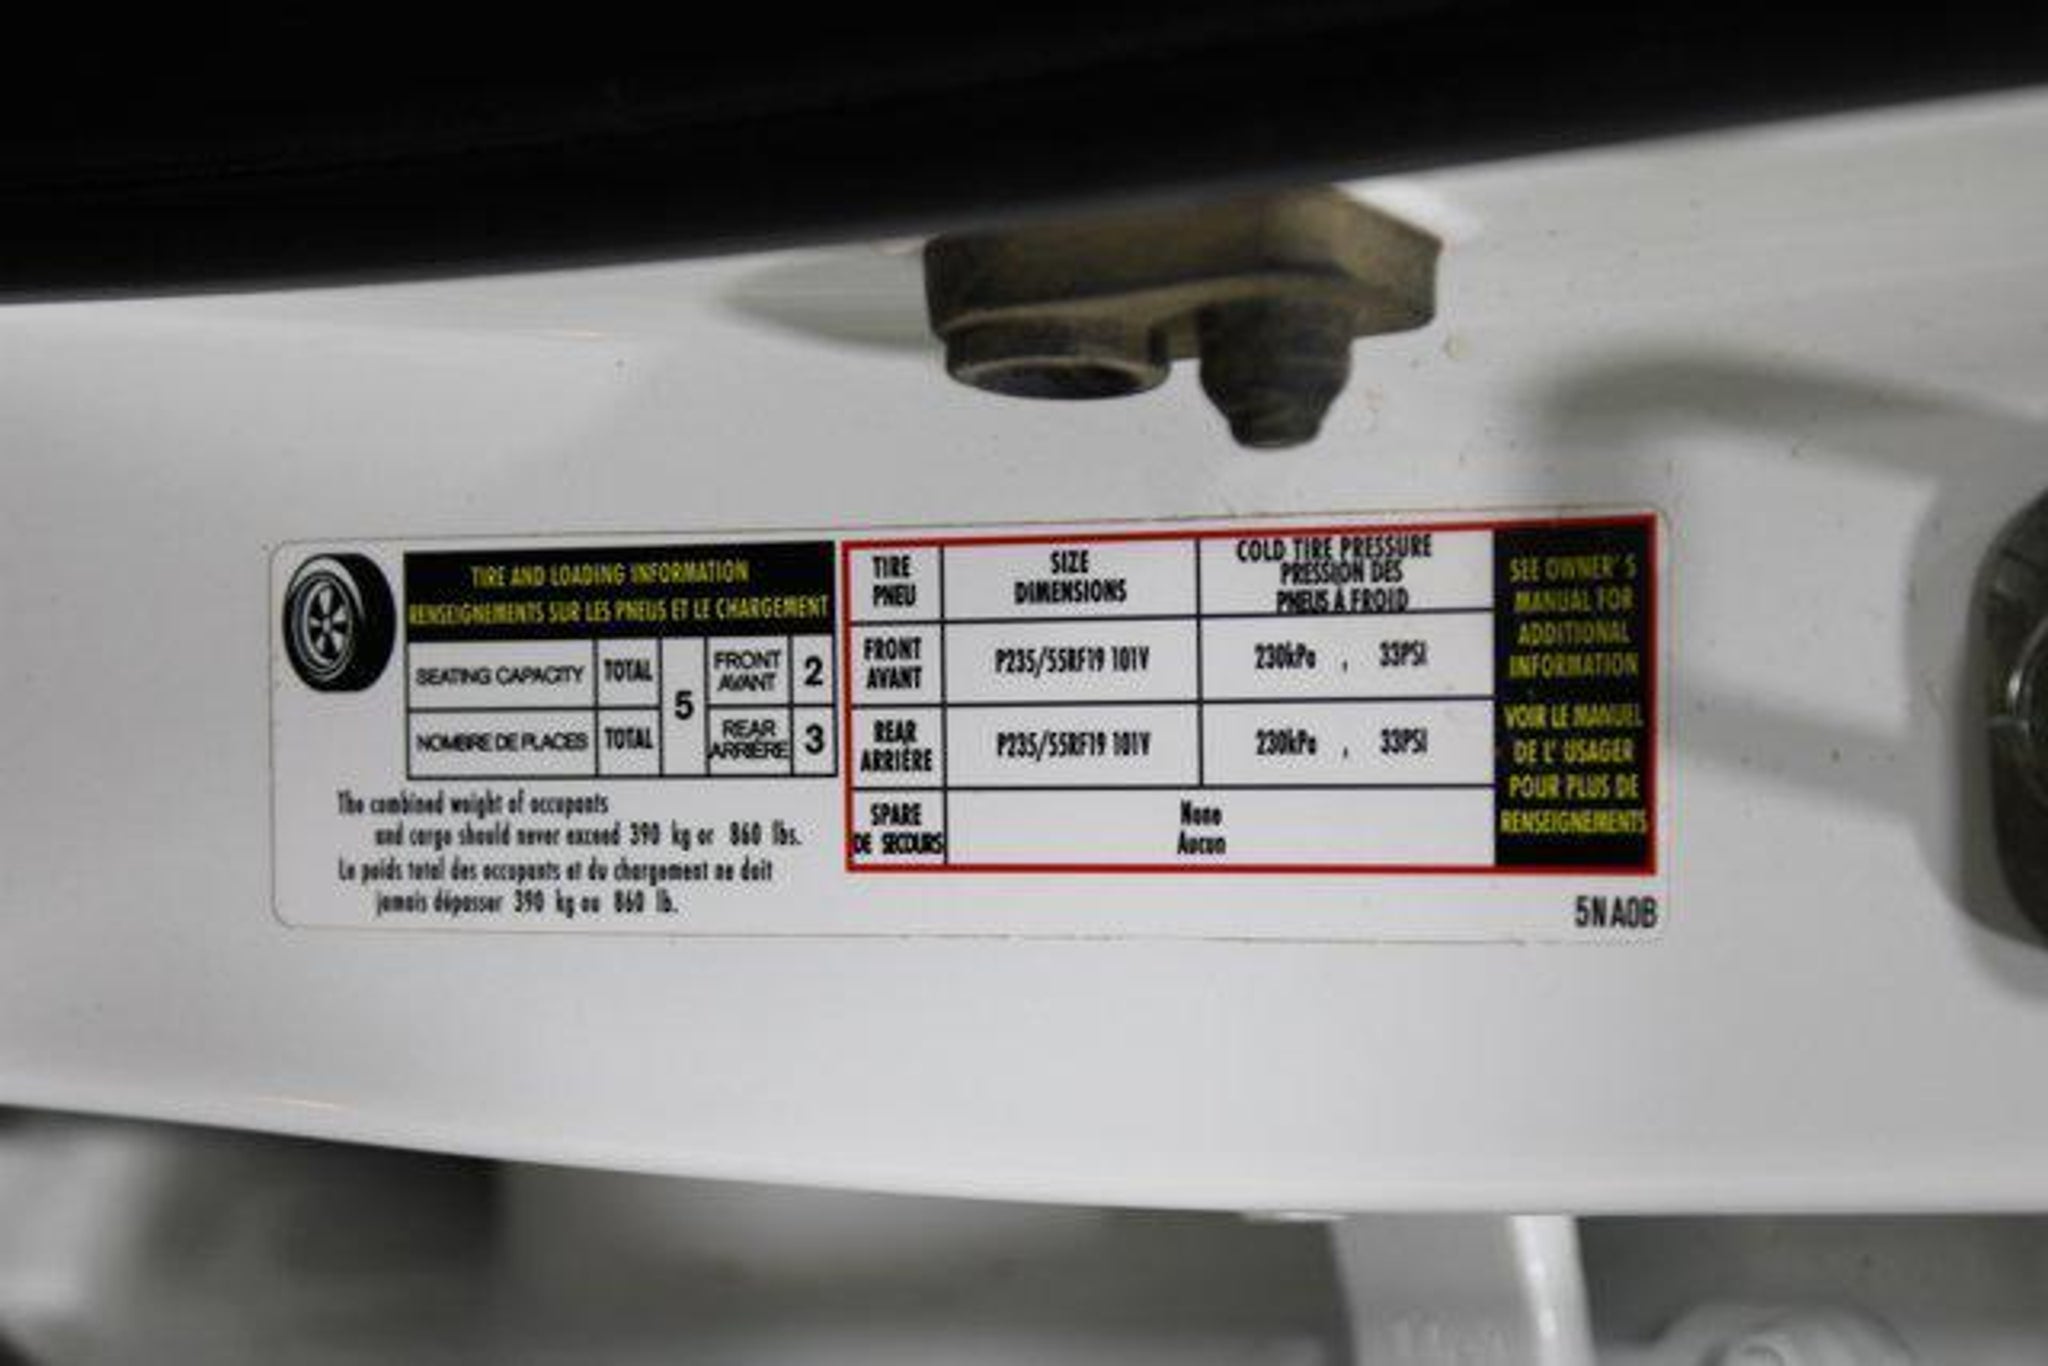 TIRE AND LOADING INFORMATION
RENSEIGNEMENTS SUR LES PNEUS ET LE CHARGEMENT
SEATING CAPACITY TOTAL 5 FRONT AVANT 2
NOMBRE DE PLACES TOTAL REAR ARRIÈRE 3
The combined weight of occupants
and cargo should never exceed 390 kg or 860 lbs.
Le poids total des occupants et du chargement ne doit
jamais dépasser 390 kg ou 860 lb.
TIRE PNEU SIZE DIMENSIONS COLD TIRE PRESSURE PRESSION DES PNEUS À FROID
FRONT AVANT P235/55RF19 101V 230kPa , 33PSI
REAR ARRIÈRE P235/55RF19 101V 230kPa , 33PSI
SPARE DE SECOURS None Aucun
SEE OWNER'S
MANUAL FOR
ADDITIONAL
INFORMATION
VOIR LE MANUEL
DE L' USAGER
POUR PLUS DE
RENSEIGNEMENTS
5NA0B